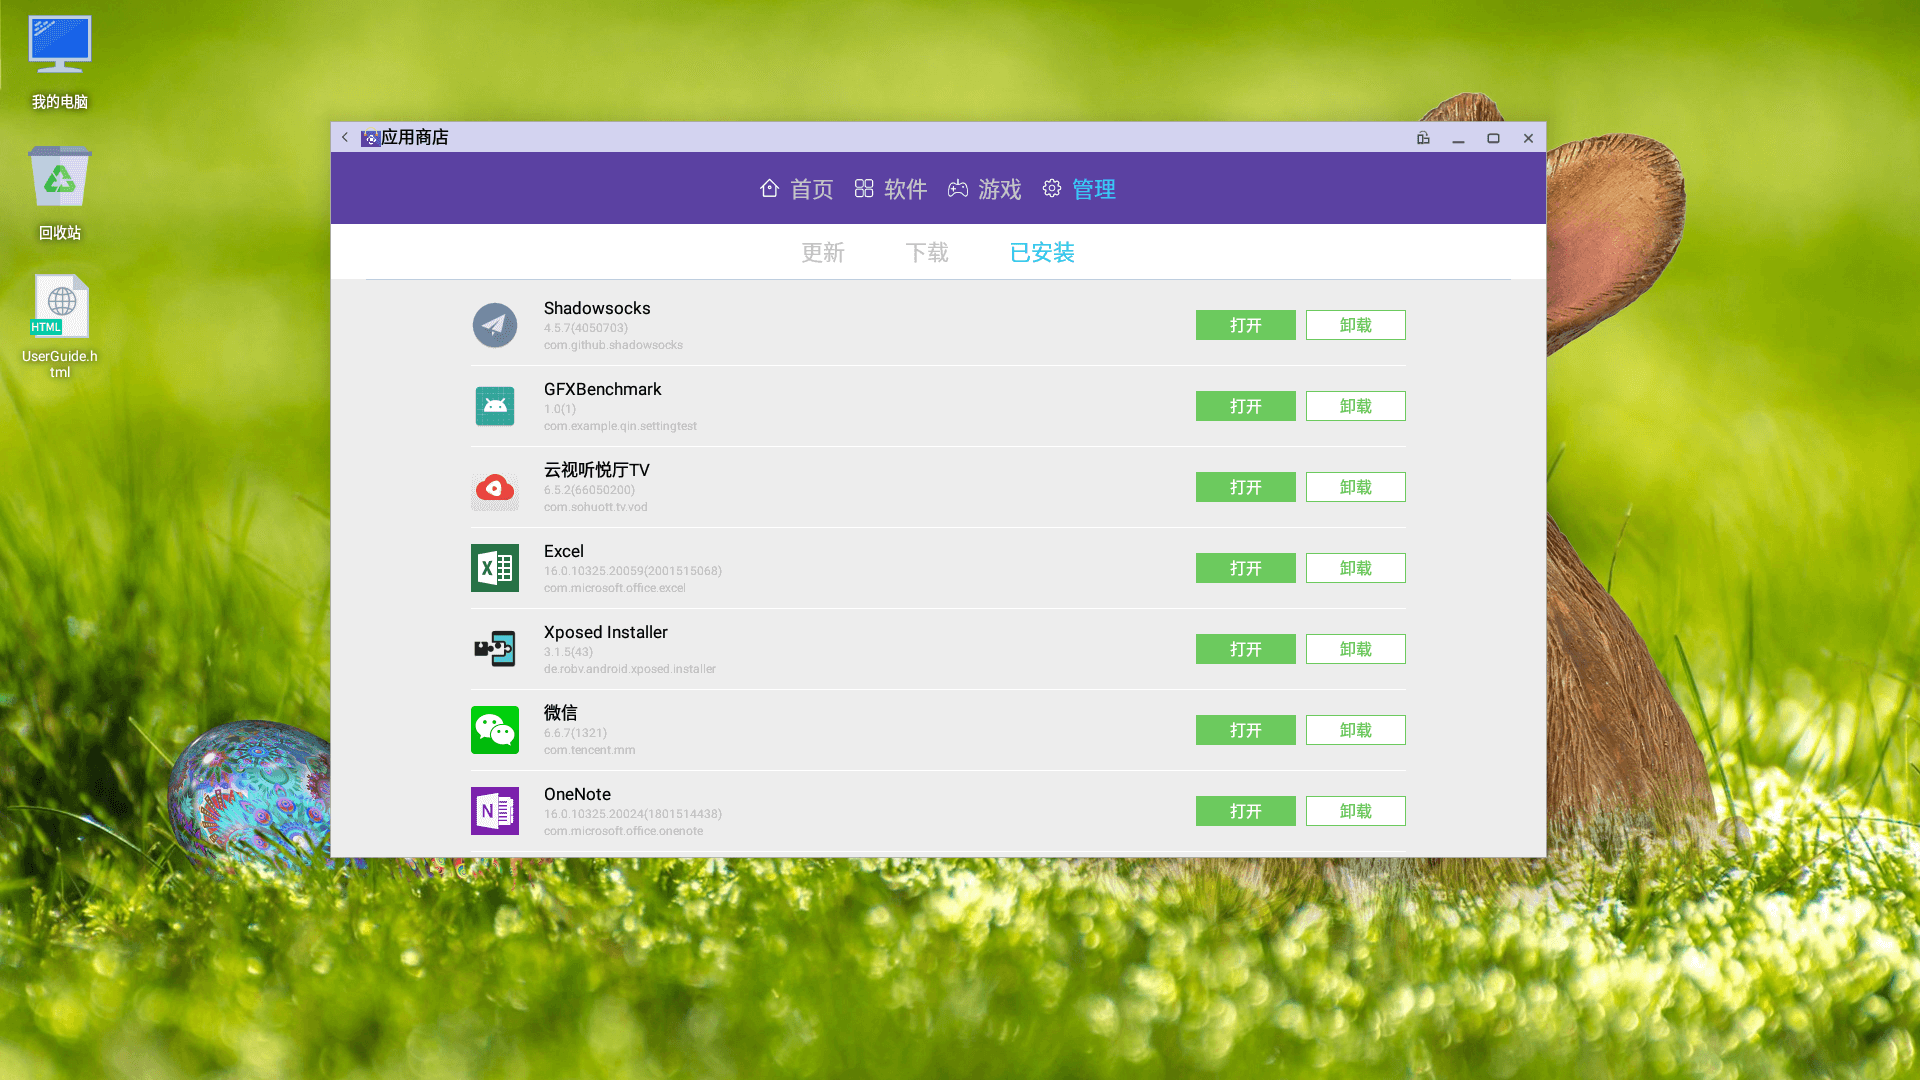 我的电脑
回收站
HTML
UserGuide.h
tml
应用商店
首页 软件 游戏 管理
更新 下载 已安装
Shadowsocks
4.5.7(4050703)
com.github.shadowsocks
打开 卸载
GFXBenchmark
1.0(1)
com.example.qin.settingtest
打开 卸载
云视听悦厅TV
6.5.2(66050200)
com.sohuott.tv.vod
打开 卸载
Excel
16.0.10325.20059(2001515068)
com.microsoft.office.excel
打开 卸载
Xposed Installer
3.1.5(43)
de.robv.android.xposed.installer
打开 卸载
微信
6.6.7(1321)
com.tencent.mm
打开 卸载
OneNote
16.0.10325.20024(1801514438)
com.microsoft.office.onenote
打开 卸载